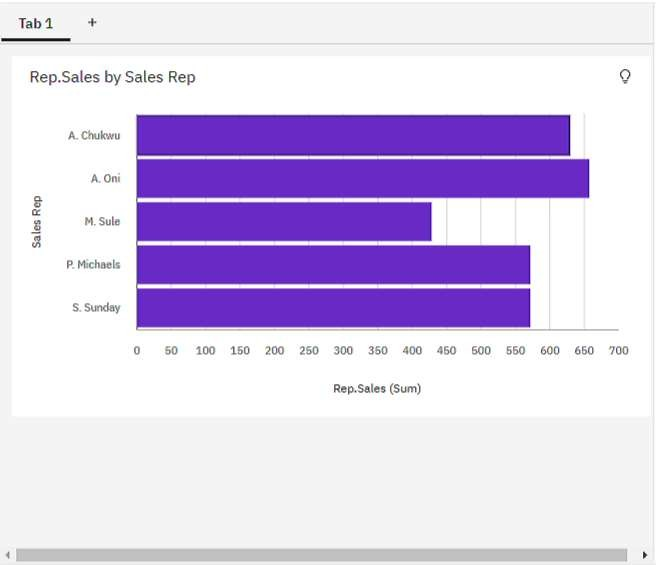 Tab 1 +
Rep.Sales by Sales Rep
Sales Rep
A. Chukwu
A. Oni
M. Sule
P. Michaels
S. Sunday
0 50 100 150 200 250 300 350 400 450 500 550 600 650 700
Rep.Sales (Sum)